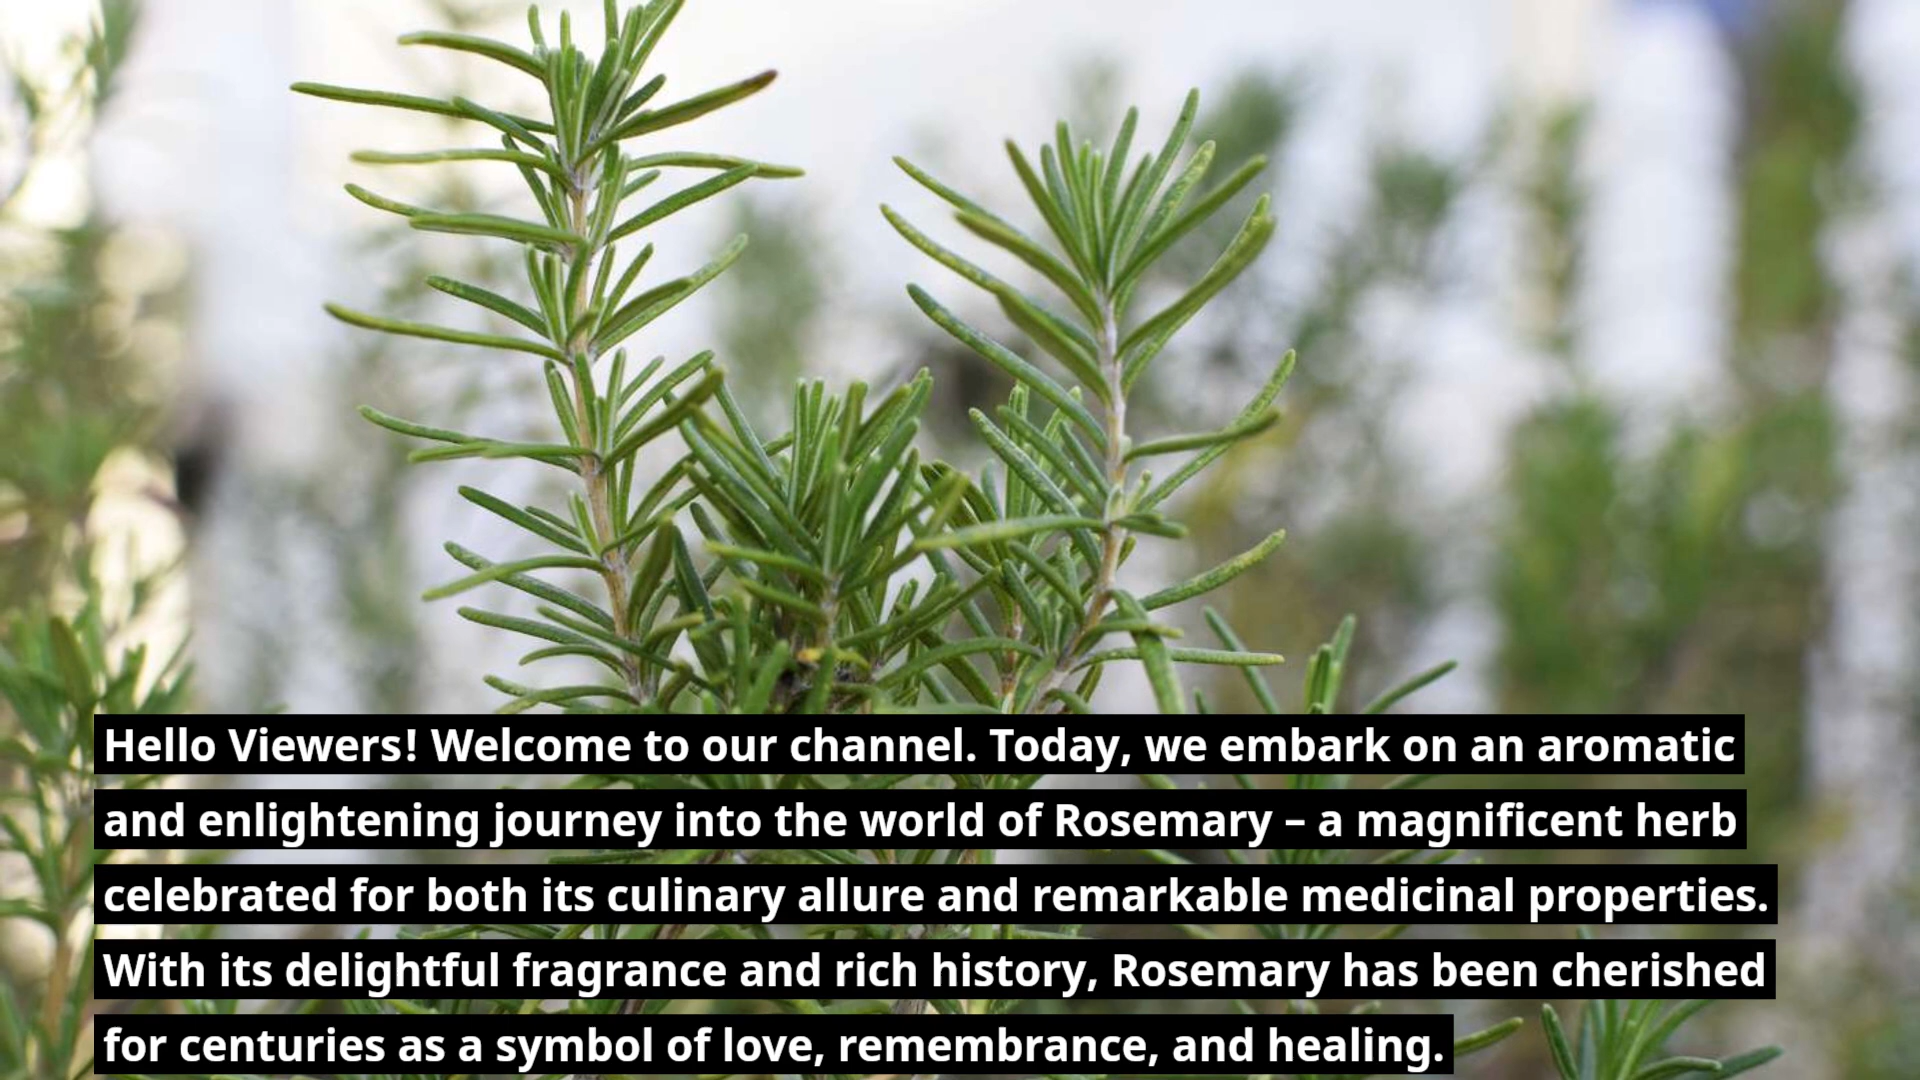 Hello Viewers! Welcome to our channel. Today, we embark on an aromatic
and enlightening journey into the world of Rosemary – a magnificent herb
celebrated for both its culinary allure and remarkable medicinal properties.
With its delightful fragrance and rich history, Rosemary has been cherished
for centuries as a symbol of love, remembrance, and healing.